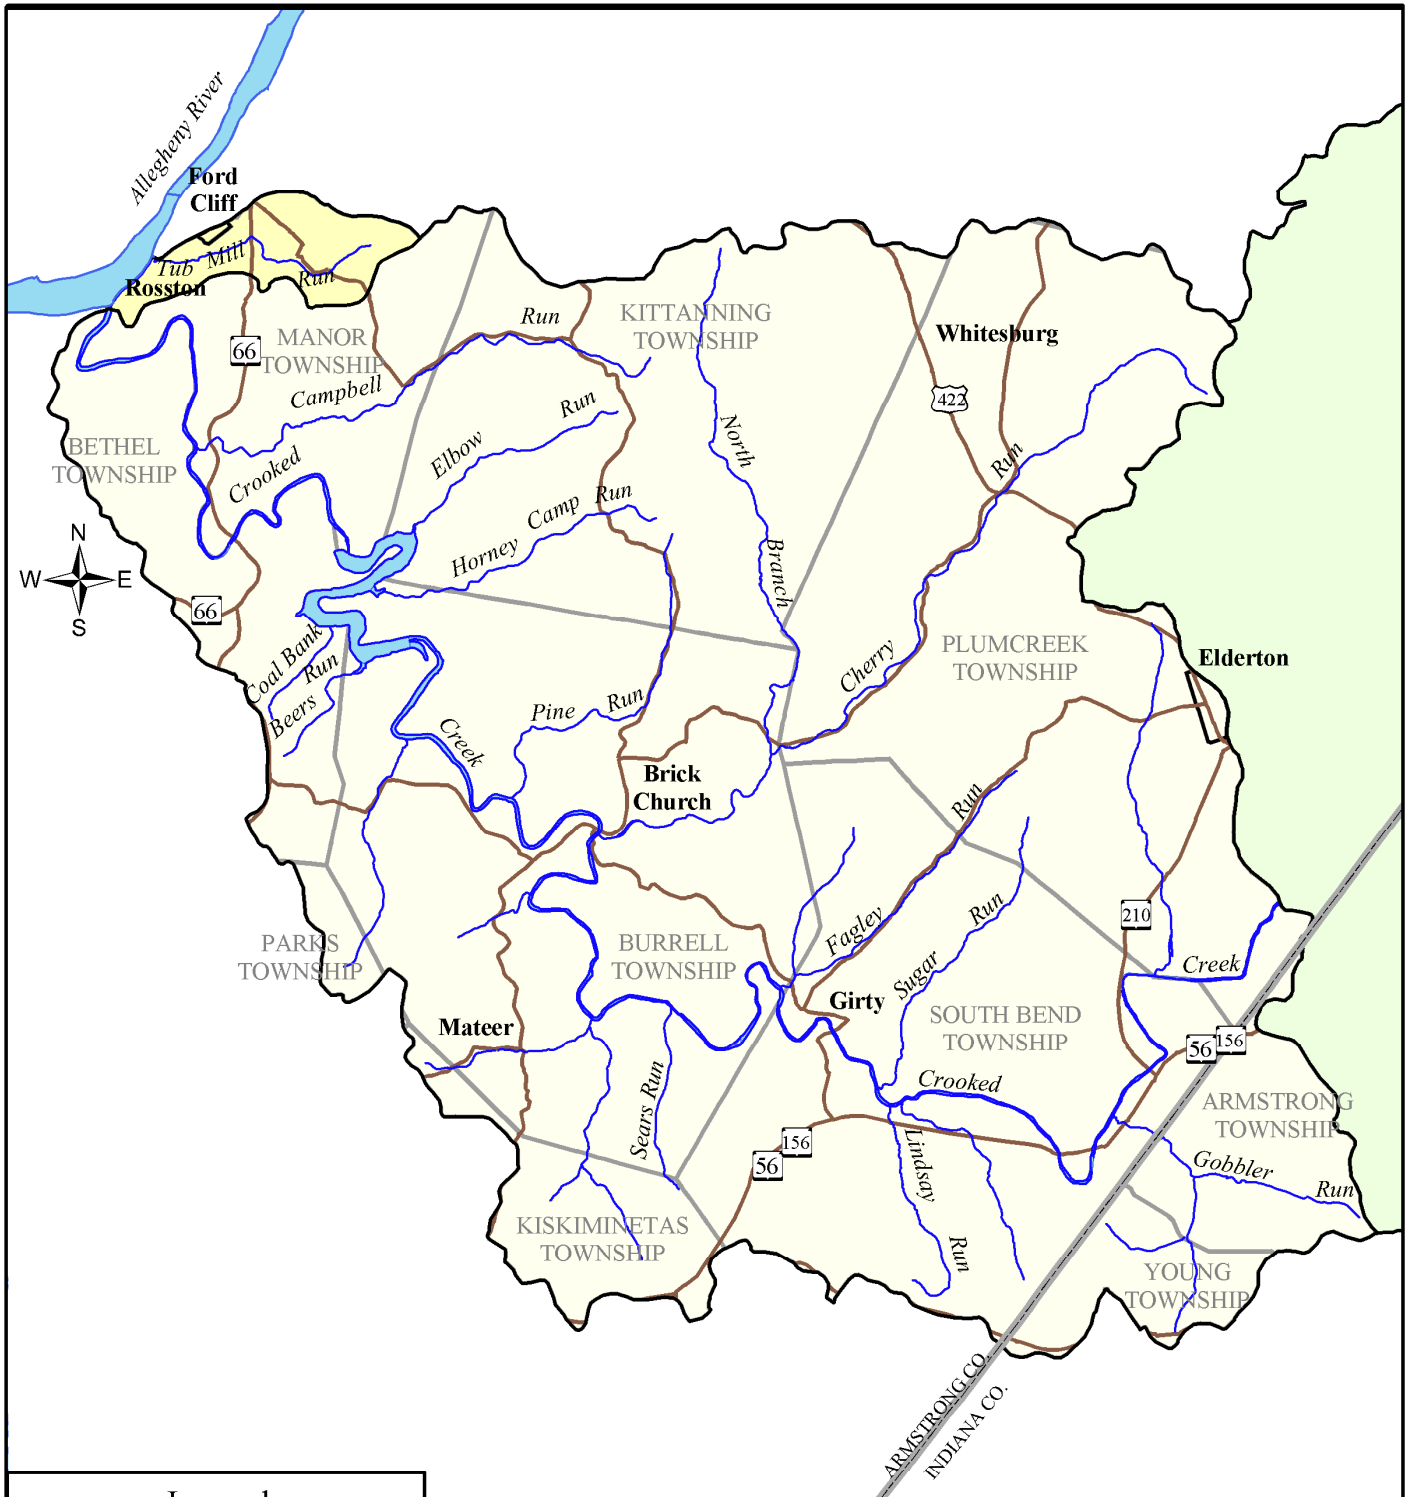 Allegheny River
Ford
Cliff
Tub Mill Run
Rosston
MANOR
TOWNSHIP
66
Campbell Run
KITTANNING
TOWNSHIP
Whitesburg
422
BETHEL
TOWNSHIP
Crooked
Elbow Run
North Branch
Run
Horney Camp Run
N
W E
S
66
Coal Bank
Run
Beers
Creek
Pine Run
Cherry
PLUMCREEK
TOWNSHIP
Elderton
Brick
Church
Run
Fagley
Sugar Run
210
PARKS
TOWNSHIP
BURRELL
TOWNSHIP
Creek
Mateer
Girty
SOUTH BEND
TOWNSHIP
56 156
Sears Run
Crooked
ARMSTRONG
TOWNSHIP
56 156
Lindsay Run
Gobbler Run
KISKIMINETAS
TOWNSHIP
YOUNG
TOWNSHIP
ARMSTRONG CO.
INDIANA CO.